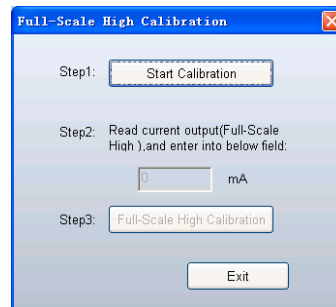 Full-Scale High Calibration
Step1: Start Calibration
Step2: Read current output(Full-Scale
High ),and enter into below field:
0 mA
Step3: Full-Scale High Calibration
Exit